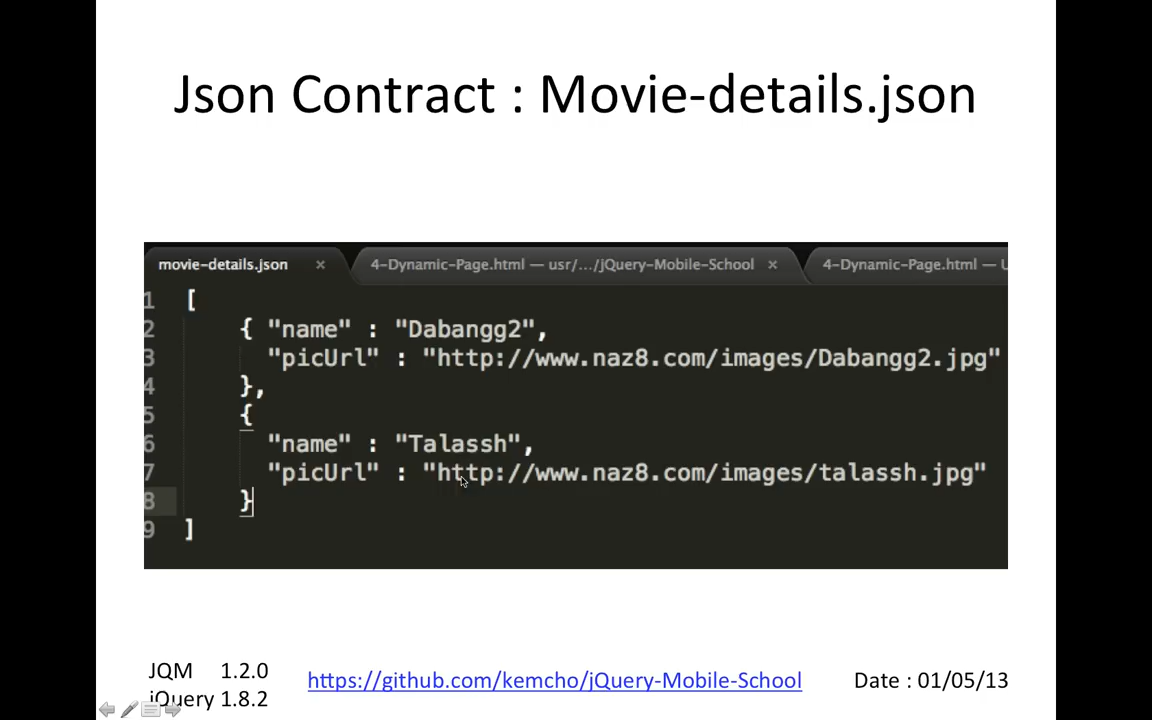 Json Contract : Movie-details.json
movie-details.json × 4-Dynamic-Page.html — usr/.../jQuery-Mobile-School × 4-Dynamic-Page.html — U
1 [
2 { "name" : "Dabangg2",
3 "picUrl" : "http://www.naz8.com/images/Dabangg2.jpg"
4 },
5 {
6 "name" : "Talassh",
7 "picUrl" : "http://www.naz8.com/images/talassh.jpg"
8 }
9 ]
JQM 1.2.0
jQuery 1.8.2
https://github.com/kemcho/jQuery-Mobile-School
Date : 01/05/13